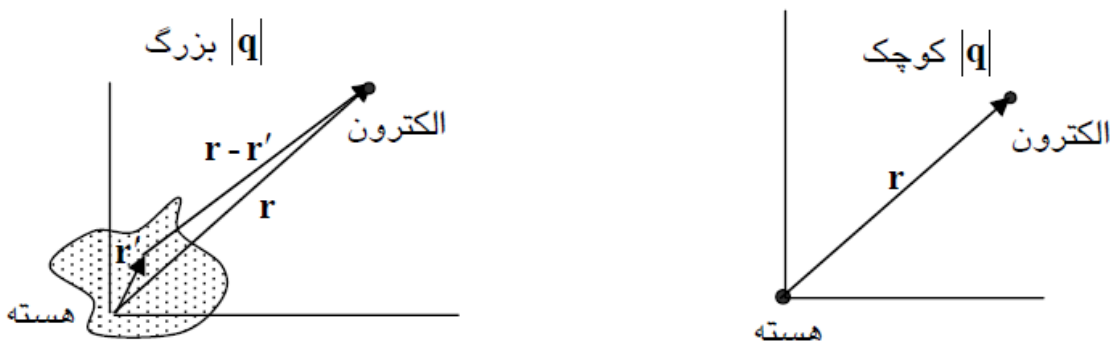 |q| بزرگ
الکترون
r - r′
r
r′
هسته
|q| کوچک
الکترون
r
هسته